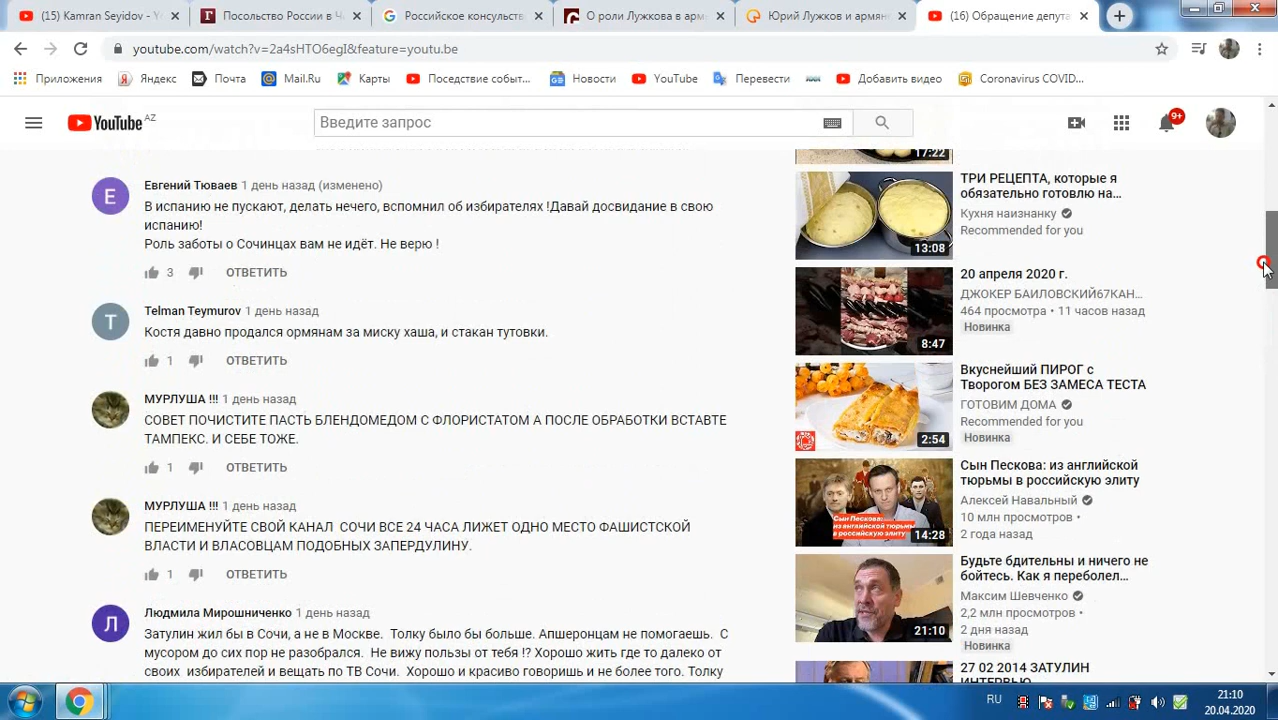 (15) Kamran Seyidov - Y
Посольство России в Ч
Российское консульств
О роли Лужкова в арм
Юрий Лужков и армян
(16) Обращение депута
youtube.com/watch?v=2a4sHTO6egI&feature=youtu.be
Приложения
Яндекс
Почта
Mail.Ru
Карты
Поседствие событ...
Новости
YouTube
Перевести
Добавить видео
Coronavirus COVID...
YouTube AZ
Введите запрос
9+
17:22
Евгений Тюваев 1 день назад (изменено)
В испанию не пускают, делать нечего, вспомнил об избирателях !Давай досвидание в свою
испанию!
Роль заботы о Сочинцах вам не идёт. Не верю !
3 ОТВЕТИТЬ
Telman Teymurov 1 день назад
Костя давно продался ормянам за миску хаша, и стакан тутовки.
1 ОТВЕТИТЬ
МУРЛУША !!! 1 день назад
СОВЕТ ПОЧИСТИТЕ ПАСТЬ БЛЕНДОМЕДОМ С ФЛОРИСТАТОМ А ПОСЛЕ ОБРАБОТКИ ВСТАВТЕ
ТАМПЕКС. И СЕБЕ ТОЖЕ.
1 ОТВЕТИТЬ
МУРЛУША !!! 1 день назад
ПЕРЕИМЕНУЙТЕ СВОЙ КАНАЛ СОЧИ ВСЕ 24 ЧАСА ЛИЖЕТ ОДНО МЕСТО ФАШИСТСКОЙ
ВЛАСТИ И ВЛАСОВЦАМ ПОДОБНЫХ ЗАПЕРДУЛИТУ.
1 ОТВЕТИТЬ
Людмила Мирошниченко 1 день назад
Затулин жил бы в Сочи, а не в Москве. Толку было бы больше. Апшеронцам не помогаешь. С
мусором до сих пор не разобрался. Не вижу пользы от тебя !? Хорошо жить где то далеко от
своих избирателей и вещать по ТВ Сочи. Хорошо и красиво говоришь и не более того. Толку
13:08
ТРИ РЕЦЕПТА, которые я
обязательно готовлю на...
Кухня наизнанку
Recommended for you
8:47
20 апреля 2020 г.
ДЖОКЕР БАИЛОВСКИЙ67КАН...
464 просмотра • 11 часов назад
Новинка
2:54
Вкуснейший ПИРОГ с
Творогом БЕЗ ЗАМЕСА ТЕСТА
ГОТОВИМ ДОМА
Recommended for you
Новинка
Сын Пескова:
из английской тюрьмы
в российскую элиту
14:28
Сын Пескова: из английской
тюрьмы в российскую элиту
Алексей Навальный
10 млн просмотров •
2 года назад
21:10
Будьте бдительны и ничего не
бойтесь. Как я переболел...
Максим Шевченко
2,2 млн просмотров •
2 дня назад
Новинка
27 02 2014 ЗАТУЛИН
ИНТЕРВЬЮ
RU
21:10
20.04.2020